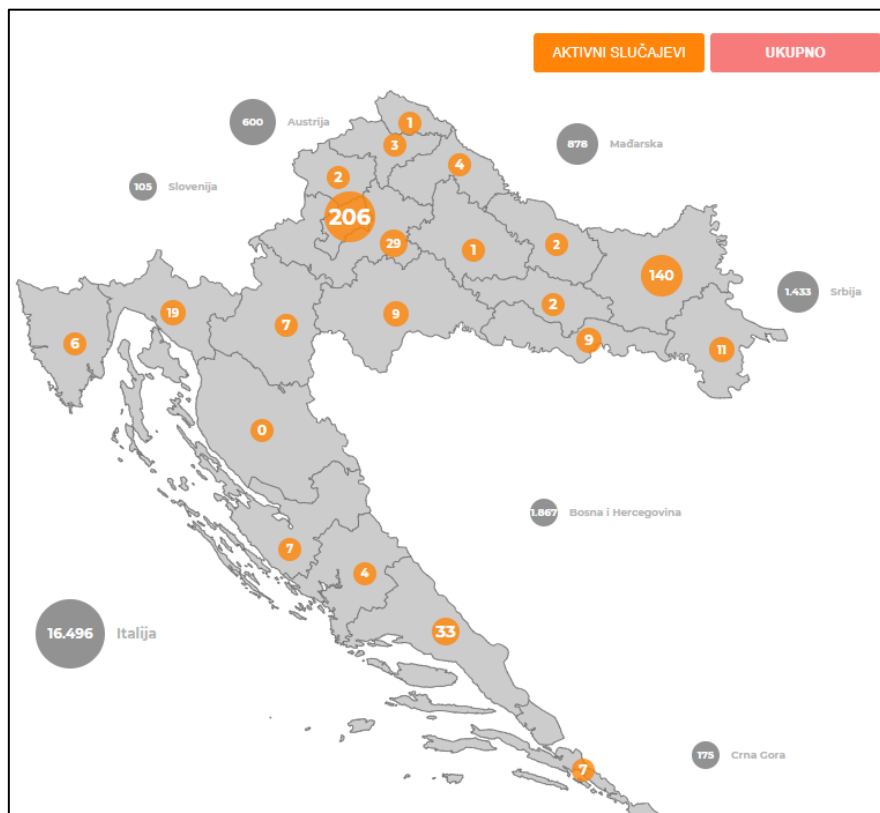 AKTIVNI SLUČAJEVI
UKUPNO
600 Austrija
1
878 Mađarska
3
4
105 Slovenija
2
206
29
1
2
140
1.433 Srbija
19
7
9
2
6
9
11
0
1.867 Bosna i Hercegovina
7
4
16.496 Italija
33
175 Crna Gora
7